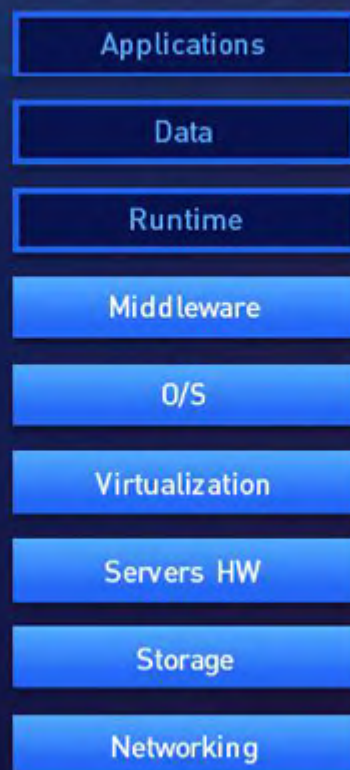 Applications
Data
Runtime
Middleware
O/S
Virtualization
Servers HW
Storage
Networking